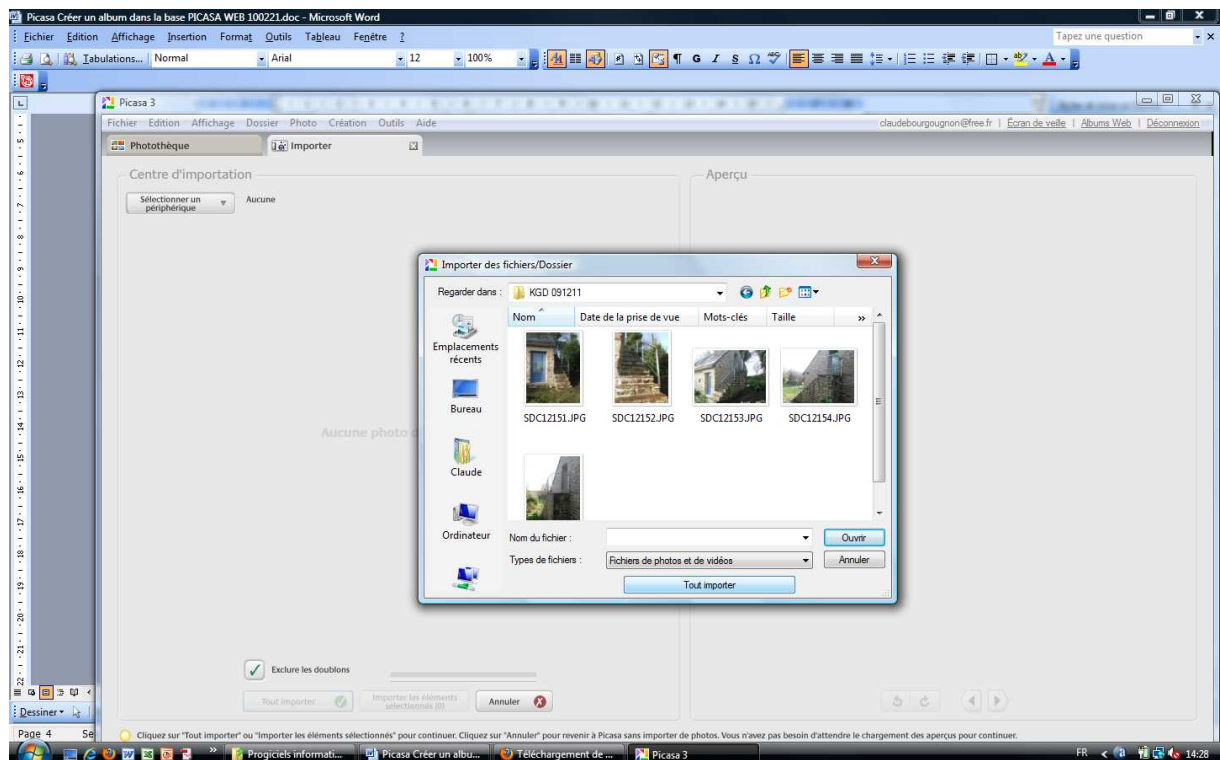 Picasa Créer un album dans la base PICASA WEB 100221.doc - Microsoft Word
Fichier Edition Affichage Insertion Format Outils Tableau Fenêtre ?
Tapez une question
Tabulations... Normal Arial 12 100%
G I S
Picasa 3
Fichier Edition Affichage Dossier Photo Création Outils Aide
claudebourgougnon@free.fr | Écran de veille | Albums Web | Déconnexion
Photothèque Importer
Centre d'importation
Aperçu
Sélectionner un
périphérique
Aucune
Aucune photo d
Importer des fichiers/Dossier
Regarder dans : KGD 091211
Nom Date de la prise de vue Mots-clés Taille »
Emplacements
récents
Bureau
Claude
Ordinateur
SDC12151.JPG SDC12152.JPG SDC12153.JPG SDC12154.JPG
Nom du fichier : Ouvrir
Types de fichiers : Fichiers de photos et de vidéos Annuler
Tout importer
Exclure les doublons
Tout importer
Importer les éléments
sélectionnés (0)
Annuler
Dessiner
Page 4 Se
Cliquez sur "Tout importer" ou "Importer les éléments sélectionnés" pour continuer. Cliquez sur "Annuler" pour revenir à Picasa sans importer de photos. Vous n'avez pas besoin d'attendre le chargement des aperçus pour continuer.
Progiciels informati... Picasa Créer un albu... Téléchargement de ... Picasa 3
FR 14:28